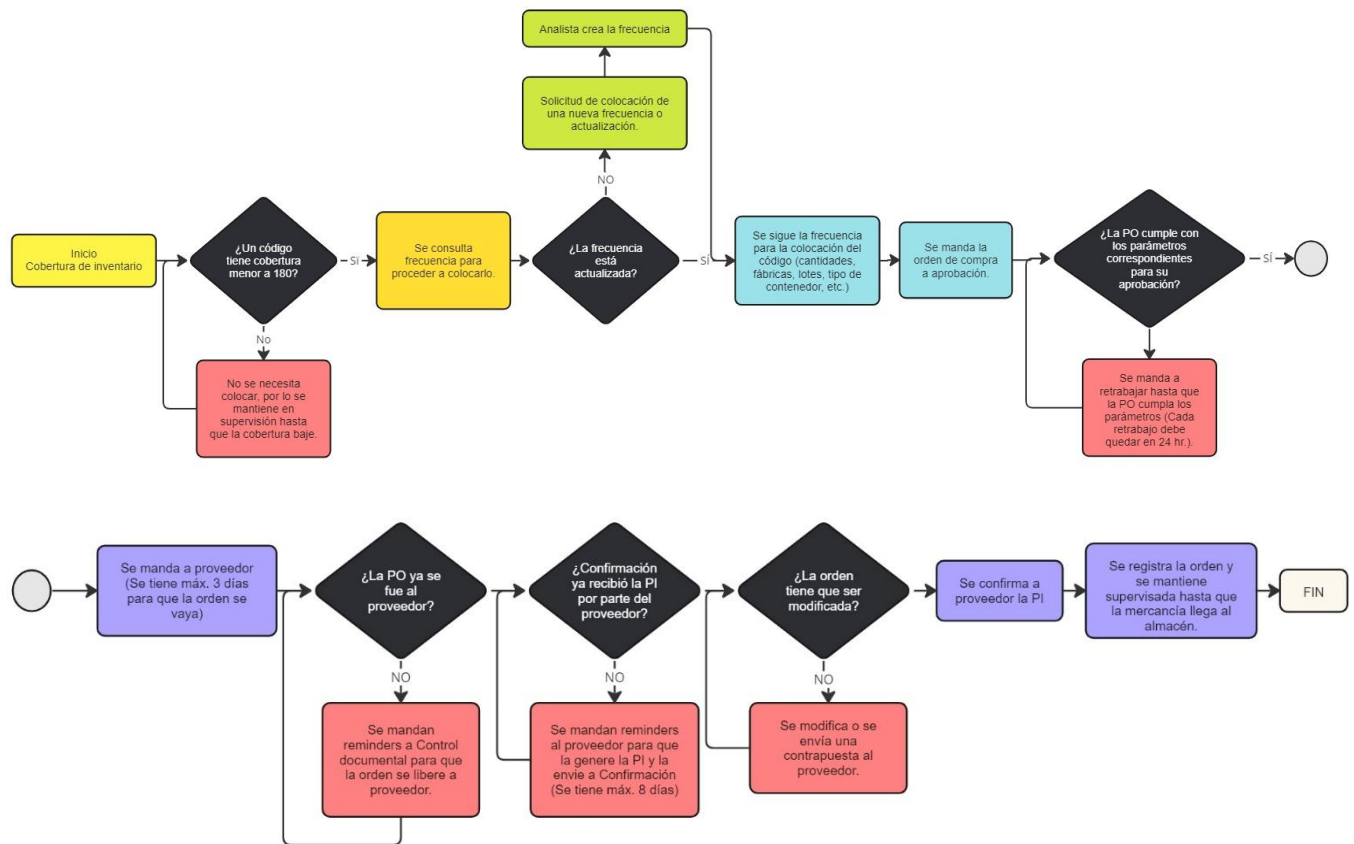 Analista crea la frecuencia
Solicitud de colocación de
una nueva frecuencia o
actualización.
NO
Inicio
Cobertura de inventario
¿Un código
tiene cobertura
menor a 180?
Sï
Se consulta
frecuencia para
proceder a colocarlo.
¿La frecuencia
está
actualizada?
SÍ
Se sigue la frecuencia
para la colocación del
código (cantidades,
fábricas, lotes, tipo de
contenedor, etc.)
Se manda la
orden de compra
a aprobación.
¿La PO cumple con
los parámetros
correspondientes
para su
aprobación?
SÍ
No
No se necesita
colocar, por lo se
mantiene en
supervisión hasta
que la cobertura baje.
Se manda a
retrabajar hasta que
la PO cumpla los
parámetros (Cada
retrabajo debe
quedar en 24 hr.).
Se manda a proveedor
(Se tiene máx. 3 días
para que la orden se
vaya)
¿La PO ya se
fue al
proveedor?
¿Confirmación
ya recibió la PI
por parte del
proveedor?
¿La orden
tiene que ser
modificada?
Se confirma a
proveedor la PI
Se registra la orden y
se mantiene
supervisada hasta que
la mercancía llega al
almacén.
FIN
NO
NO
NO
Se mandan
reminders a Control
documental para que
la orden se libere a
proveedor.
Se mandan reminders
al proveedor para que
la genere la PI y la
envie a Confirmación
(Se tiene máx. 8 días)
Se modifica o se
envía una
contrapuesta al
proveedor.